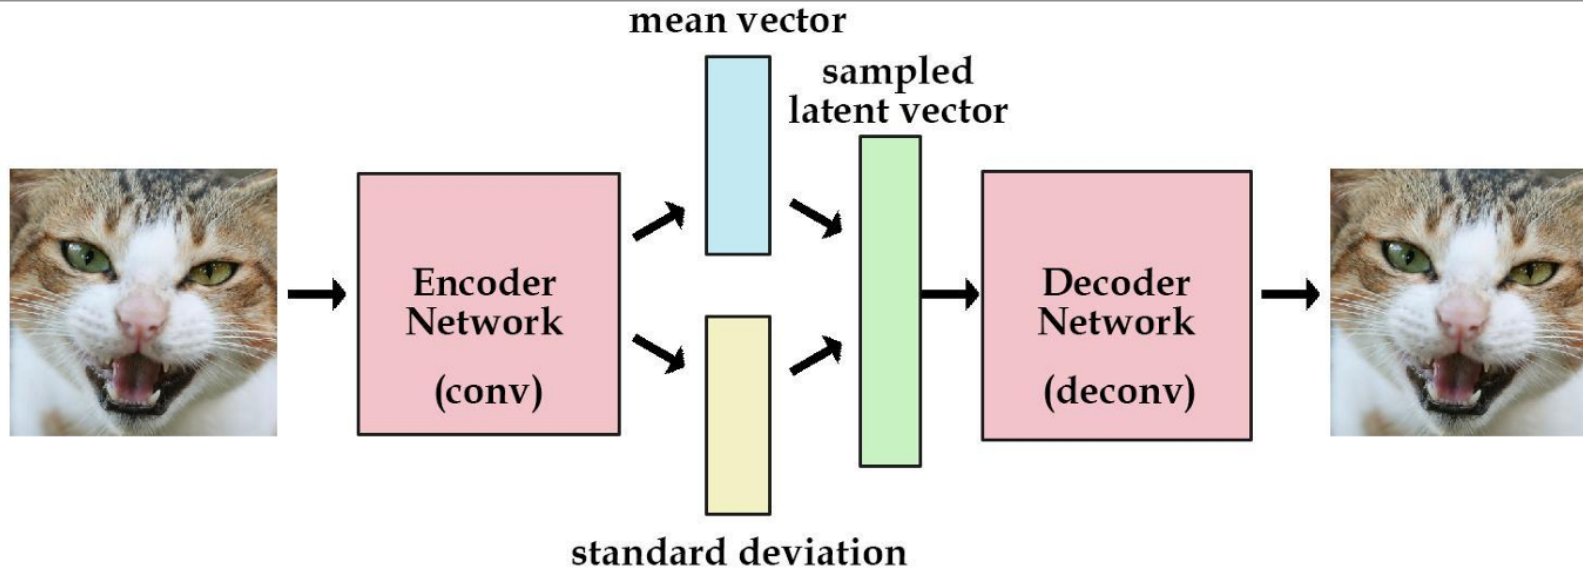 mean vector
sampled
latent vector
Encoder
Network
(conv)
Decoder
Network
(deconv)
standard deviation